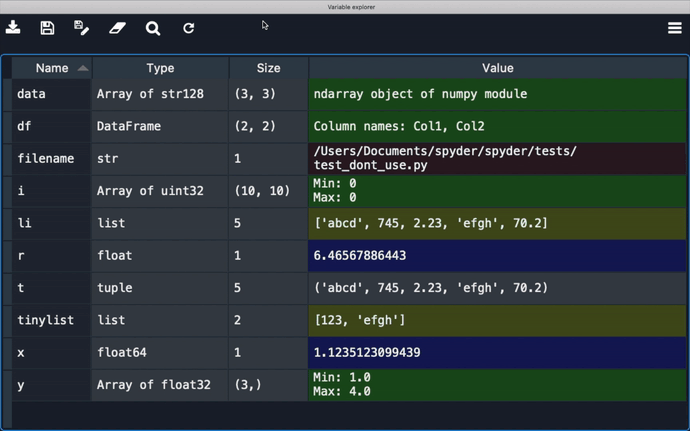 Variable explorer
Name Type Size Value
data Array of str128 (3, 3) ndarray object of numpy module
df DataFrame (2, 2) Column names: Col1, Col2
filename str 1 /Users/Documents/spyder/spyder/tests/
test_dont_use.py
i Array of uint32 (10, 10) Min: 0
Max: 0
li list 5 ['abcd', 745, 2.23, 'efgh', 70.2]
r float 1 6.46567886443
t tuple 5 ('abcd', 745, 2.23, 'efgh', 70.2)
tinylist list 2 [123, 'efgh']
x float64 1 1.1235123099439
y Array of float32 (3,) Min: 1.0
Max: 4.0